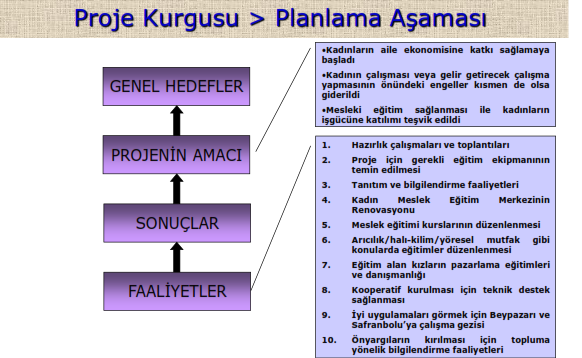 Proje Kurgusu > Planlama Aşaması
GENEL HEDEFLER
PROJENİN AMACI
SONUÇLAR
FAALİYETLER
•Kadınların aile ekonomisine katkı sağlamaya
başladı
•Kadının çalışması veya gelir getirecek çalışma
yapmasının önündeki engeller kısmen de olsa
giderildi
•Mesleki eğitim sağlanması ile kadınların
işgücüne katılımı teşvik edildi
1. Hazırlık çalışmaları ve toplantıları
2. Proje için gerekli eğitim ekipmanının
temin edilmesi
3. Tanıtım ve bilgilendirme faaliyetleri
4. Kadın Meslek Eğitim Merkezinin
Renovasyonu
5. Meslek eğitimi kurslarının düzenlenmesi
6. Arıcılık/halı-kilim/yöresel mutfak gibi
konularda eğitimler düzenlenmesi
7. Eğitim alan kızların pazarlama eğitimleri
ve danışmanlığı
8. Kooperatif kurulması için teknik destek
sağlanması
9. İyi uygulamaları görmek için Beypazarı ve
Safranbolu'ya çalışma gezisi
10. Önyargıların kırılması için topluma
yönelik bilgilendirme faaliyetleri